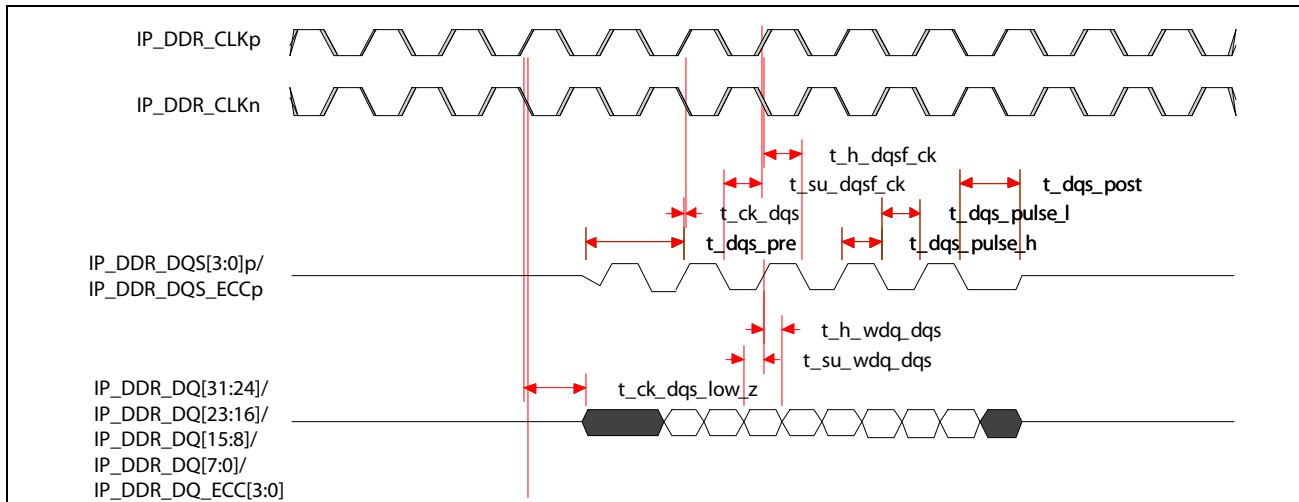 IP_DDR_CLKp
IP_DDR_CLKn
t_h_dqsf_ck
t_su_dqsf_ck
t_dqs_post
t_ck_dqs
t_dqs_pulse_l
t_dqs_pre
t_dqs_pulse_h
IP_DDR_DQS[3:0]p/
IP_DDR_DQS_ECCp
t_h_wdq_dqs
t_su_wdq_dqs
IP_DDR_DQ[31:24]/
t_ck_dqs_low_z
IP_DDR_DQ[23:16]/
IP_DDR_DQ[15:8]/
IP_DDR_DQ[7:0]/
IP_DDR_DQ_ECC[3:0]